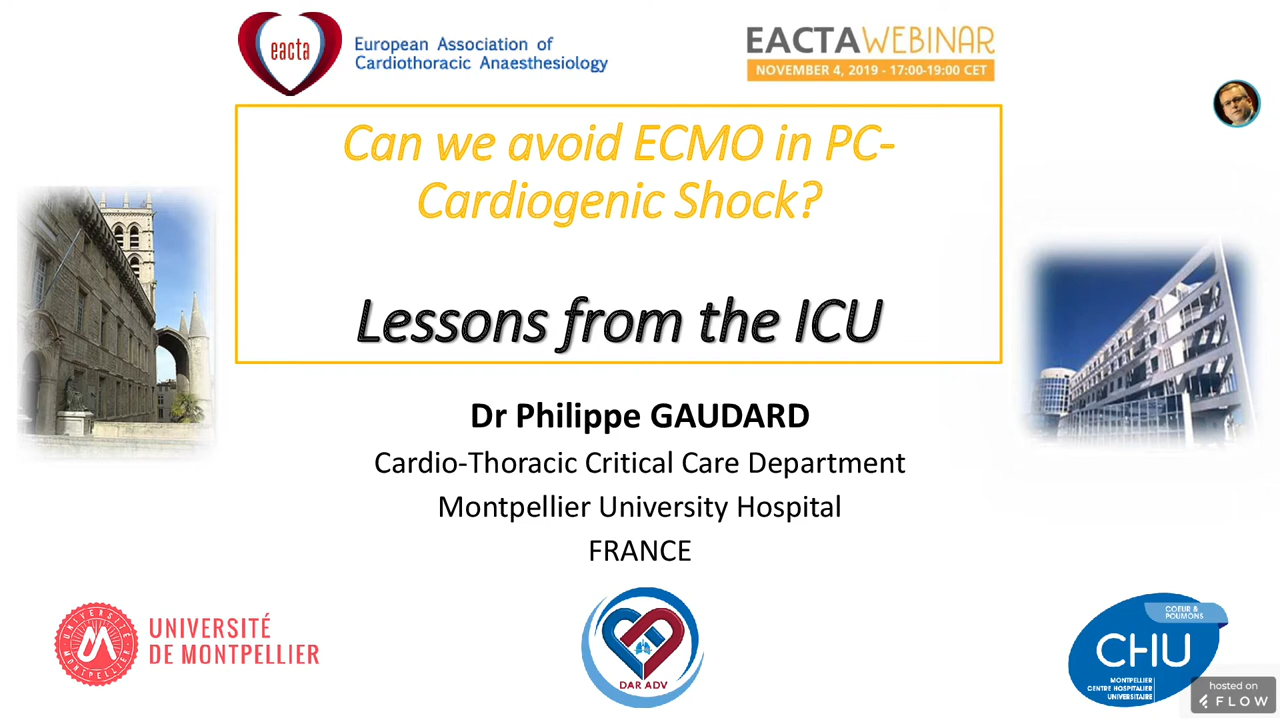 eacta
European Association of
Cardiothoracic Anaesthesiology
EACTAWEBINAR
NOVEMBER 4, 2019 - 17:00-19:00 CET
Can we avoid ECMO in PC-
Cardiogenic Shock?
Lessons from the ICU
Dr Philippe GAUDARD
Cardio-Thoracic Critical Care Department
Montpellier University Hospital
FRANCE
UNIVERSITÉ
MONTPELLIER
UNIVERSITÉ
DE MONTPELLIER
DAR ADV
COEUR &
POUMONS
CHU
MONTPELLIER
CENTRE HOSPITALIER
UNIVERSITAIRE
hosted on
FLOW